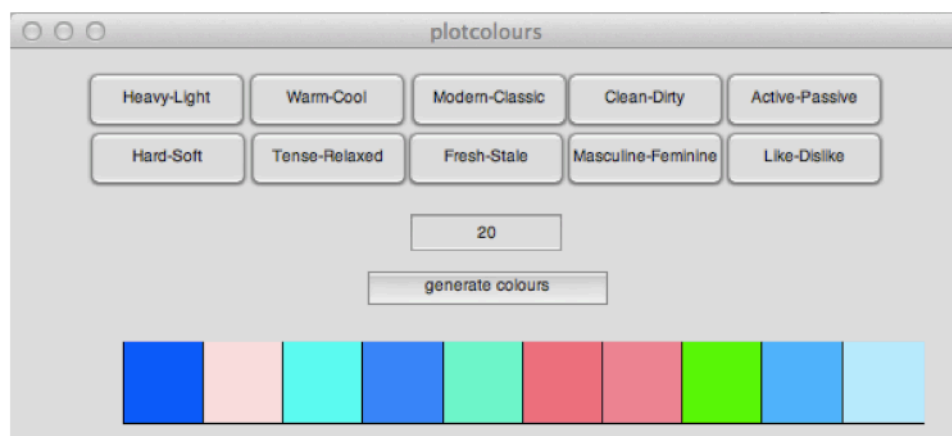 plotcolours
Heavy-Light Warm-Cool Modern-Classic Clean-Dirty Active-Passive
Hard-Soft Tense-Relaxed Fresh-Stale Masculine-Feminine Like-Dislike
20
generate colours